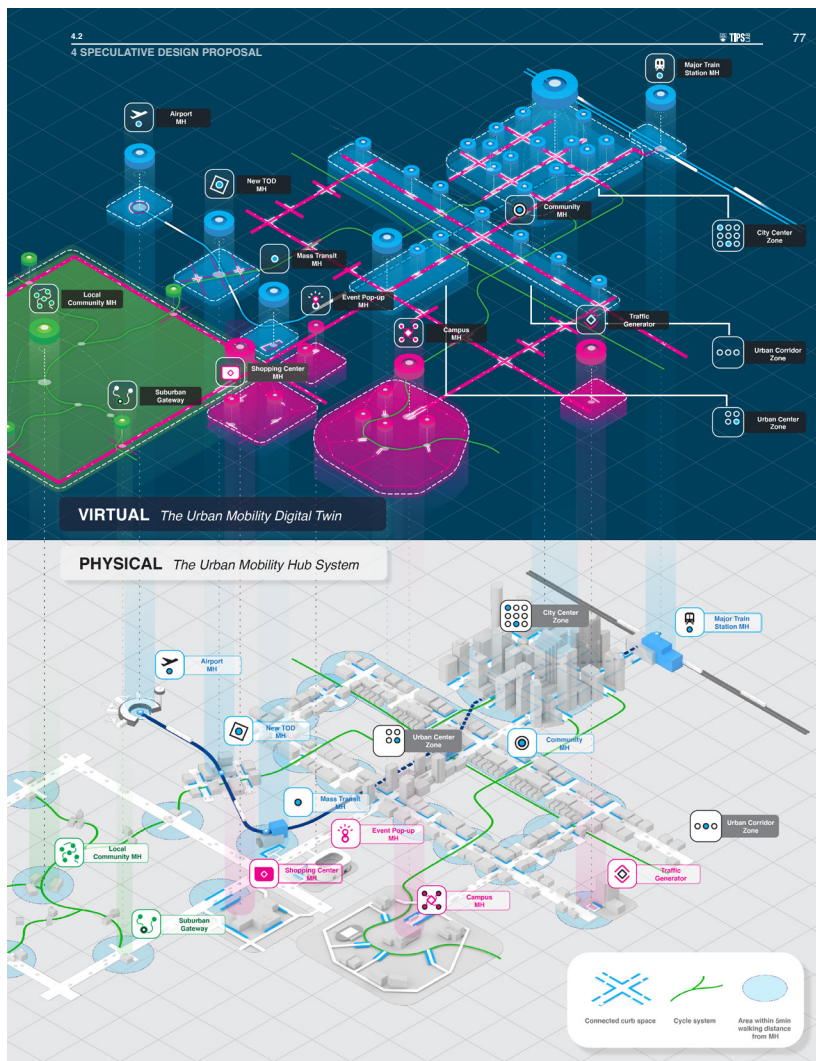 4.2
TIPSLAB
77
4 SPECULATIVE DESIGN PROPOSAL
Major Train
Station MH
Airport
MH
New TOD
MH
Community
MH
City Center
Zone
Mass Transit
MH
Local
Community MH
Event Pop-up
MH
Traffic
Generator
Campus
MH
Urban Corridor
Zone
Shopping Center
MH
Suburban
Gateway
Urban Center
Zone
VIRTUAL The Urban Mobility Digital Twin
PHYSICAL The Urban Mobility Hub System
City Center
Zone
Major Train
Station MH
Airport
MH
New TOD
MH
Urban Center
Zone
Community
MH
Mass Transit
MH
Event Pop-up
MH
Urban Corridor
Zone
Local
Community MH
Shopping Center
MH
Traffic
Generator
Campus
MH
Suburban
Gateway
Connected curb space
Cycle system
Area within 5min
walking distance
from MH